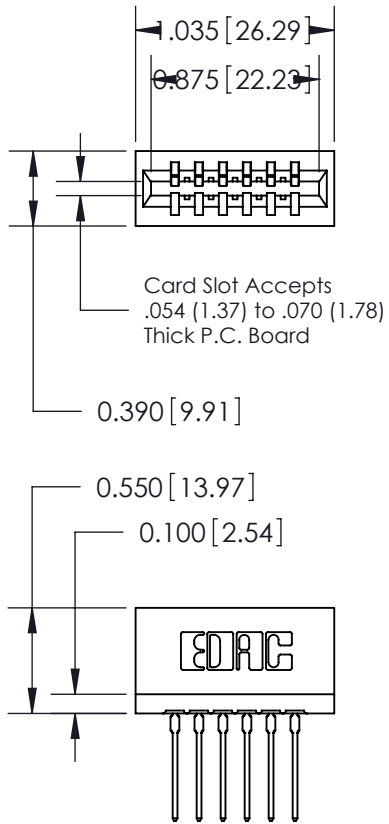 1.035 [26.29]
0.875 [22.23]
Card Slot Accepts
.054 (1.37) to .070 (1.78)
Thick P.C. Board
0.390 [9.91]
0.550 [13.97]
0.100 [2.54]
EDAC